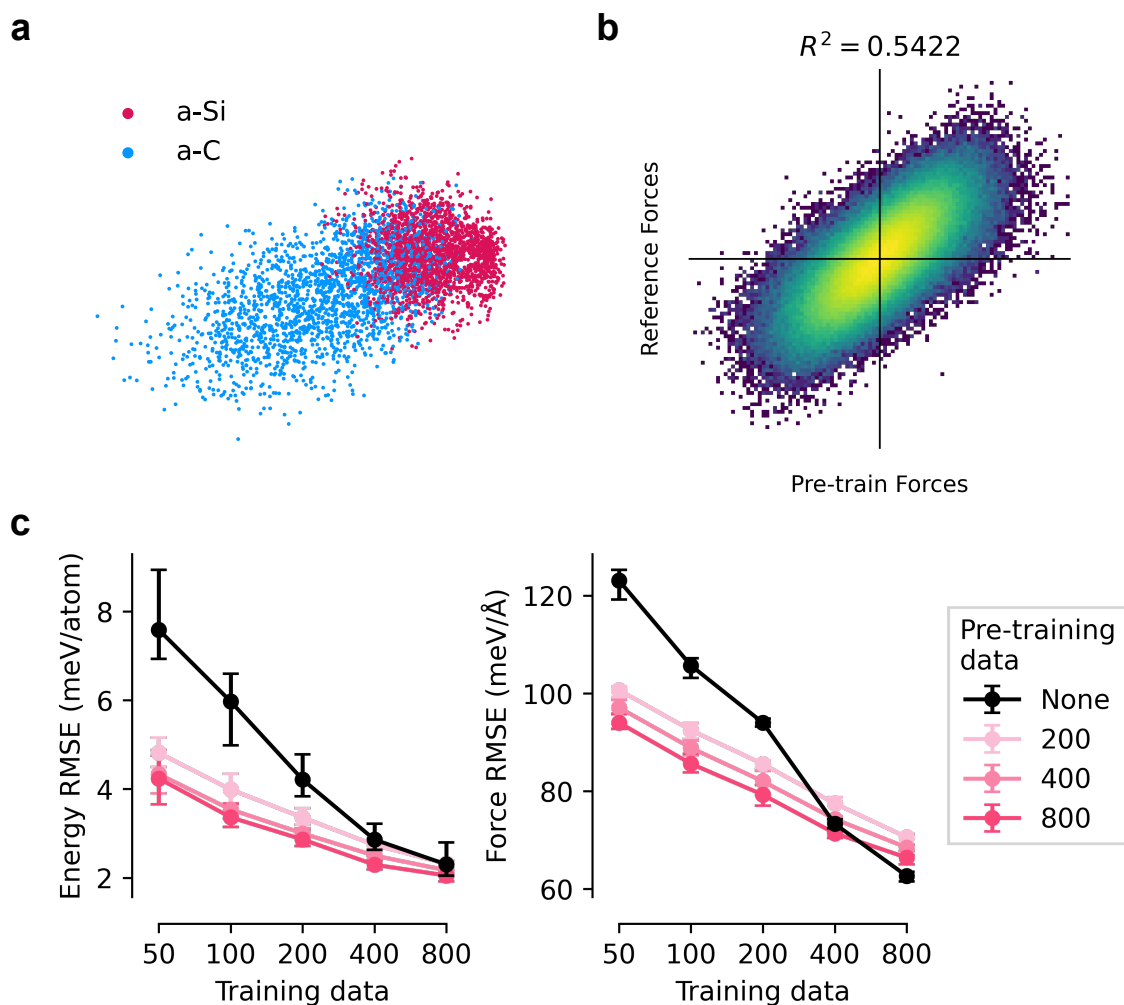 a
a-Si
a-C
b
R² = 0.5422
Reference Forces
Pre-train Forces
c
Energy RMSE (meV/atom)
8
6
4
2
50 100 200 400 800
Training data
Force RMSE (meV/Å)
120
100
80
60
50 100 200 400 800
Training data
Pre-training
data
None
200
400
800